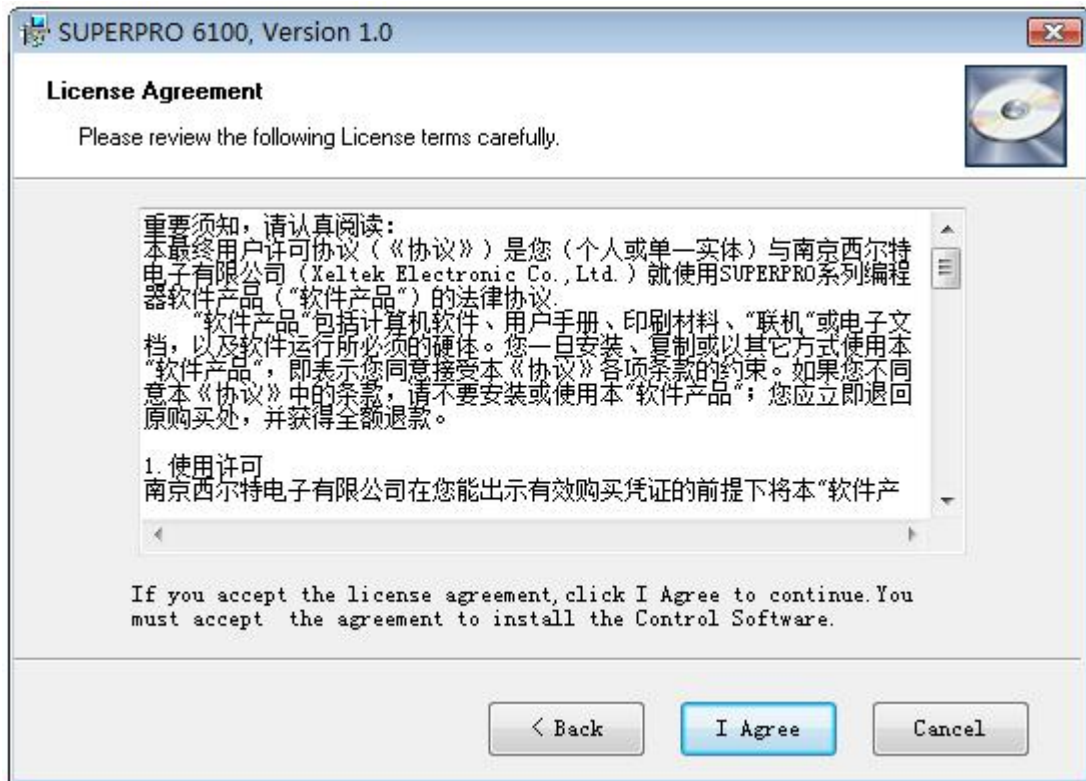 SUPERPRO 6100, Version 1.0
License Agreement
Please review the following License terms carefully.
重要须知，请认真阅读：
本最终用户许可协议（《协议》）是您（个人或单一实体）与南京西尔特
电子有限公司（Xeltek Electronic Co.,Ltd.）就使用SUPERPRO系列编程
器软件产品（“软件产品”）的法律协议.
“软件产品”包括计算机软件、用户手册、印刷材料、“联机”或电子文
档，以及软件运行所必须的硬体。您一旦安装、复制或以其它方式使用本
“软件产品”，即表示您同意接受本《协议》各项条款的约束。如果您不同
意本《协议》中的条款，请不要安装或使用本“软件产品”；您应立即退回
原购买处，并获得全额退款。
1.使用许可
南京西尔特电子有限公司在您能出示有效购买凭证的前提下将本“软件产
If you accept the license agreement,click I Agree to continue.You
must accept  the agreement to install the Control Software.
< Back
I Agree
Cancel